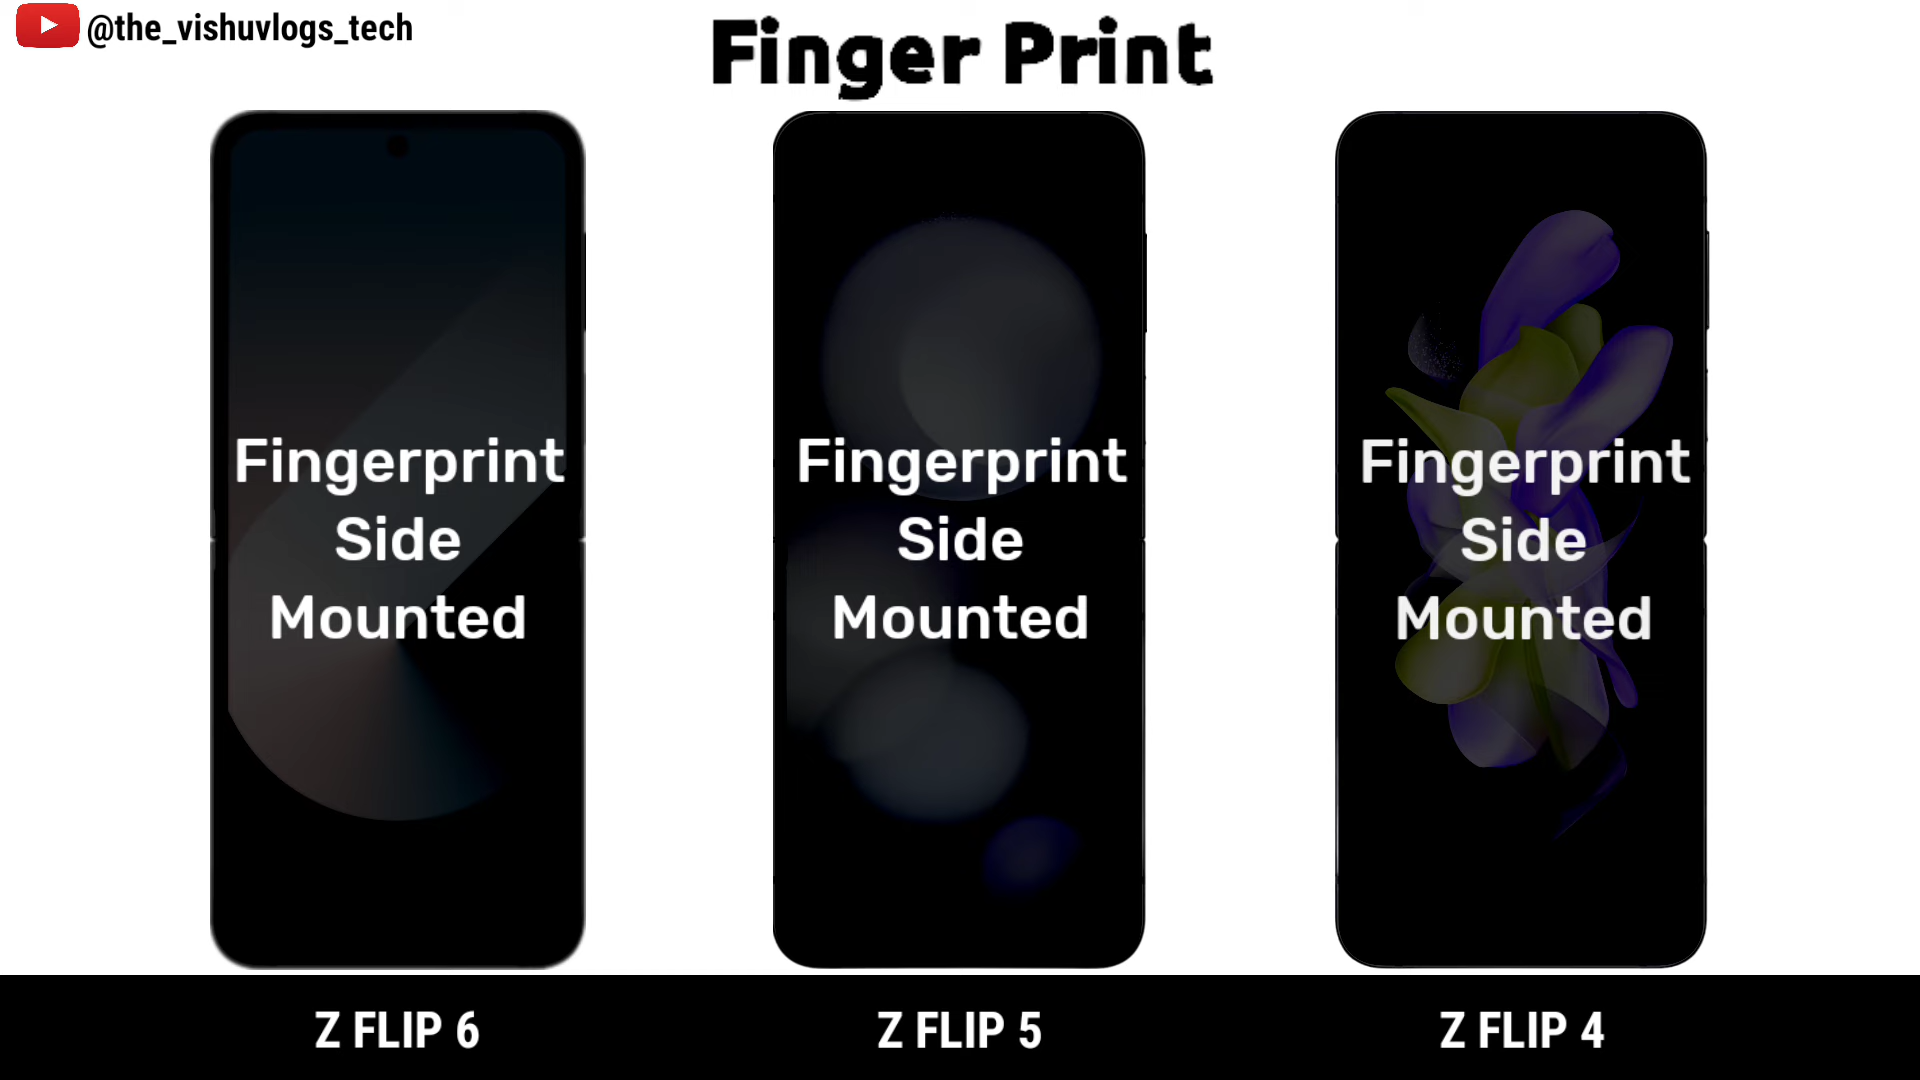 @the_vishuvlogs_tech
Finger Print
Fingerprint
Side
Mounted
Fingerprint
Side
Mounted
Fingerprint
Side
Mounted
Z FLIP 6
Z FLIP 5
Z FLIP 4